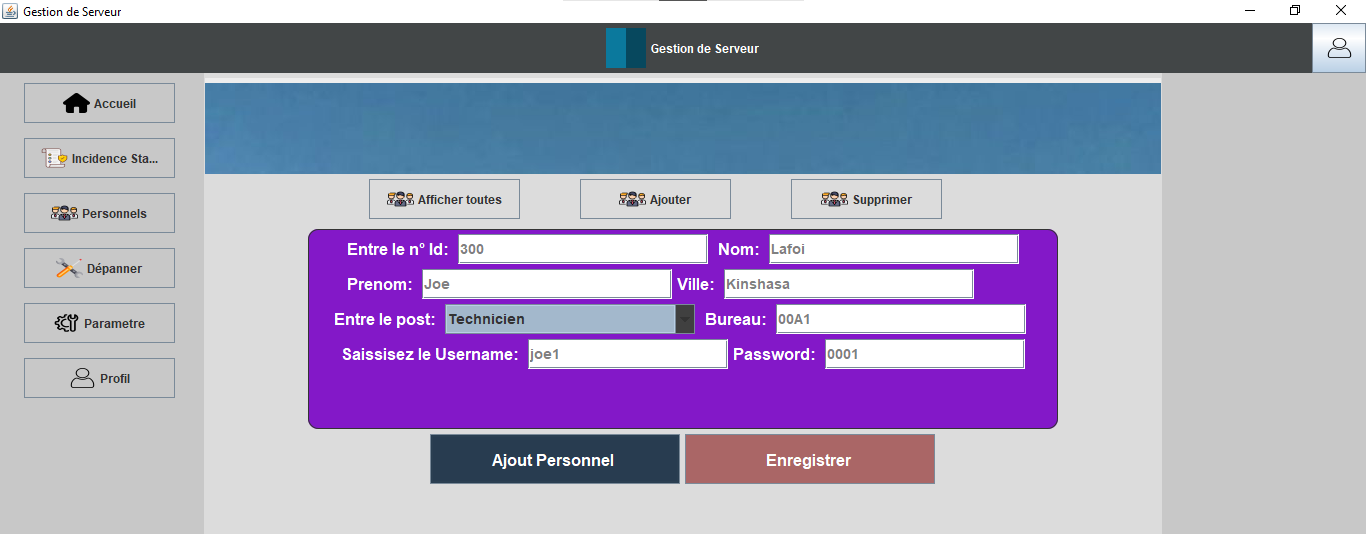 Gestion de Serveur
Gestion de Serveur
Accueil
Incidence Sta...
Personnels
Dépanner
Parametre
Profil
Afficher toutes Ajouter Supprimer
Entre le n° Id: 300 Nom: Lafoi
Prenom: Joe Ville: Kinshasa
Entre le post: Technicien Bureau: 00A1
Saissisez le Username: joe1 Password: 0001
Ajout Personnel Enregistrer